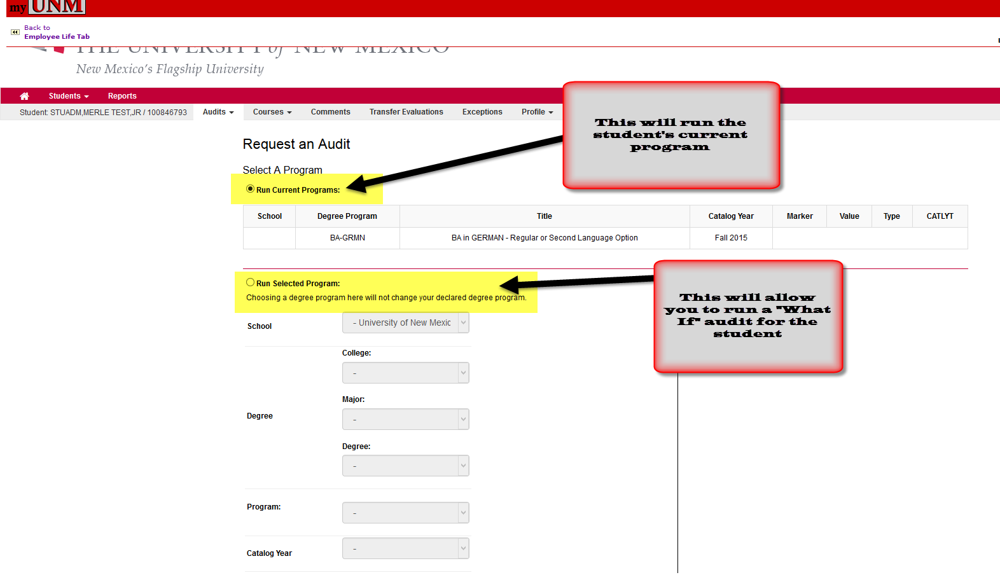 my UNM
Back to
Employee Life Tab
THE UNIVERSITY of NEW MEXICO
New Mexico's Flagship University
Students
Reports
Student: STUADM,MERLE TEST,JR / 100846793
Audits
Courses
Comments
Transfer Evaluations
Exceptions
Profile
This will run the
student's current
program
Request an Audit
Select A Program
Run Current Programs:
School Degree Program Title Catalog Year Marker Value Type CATLYT
BA-GRMN BA in GERMAN - Regular or Second Language Option Fall 2015
Run Selected Program:
Choosing a degree program here will not change your declared degree program.
This will allow
you to run a "What
If" audit for the
student
School
- University of New Mexic
College:
-
Major:
Degree
-
Degree:
-
Program:
-
Catalog Year
-